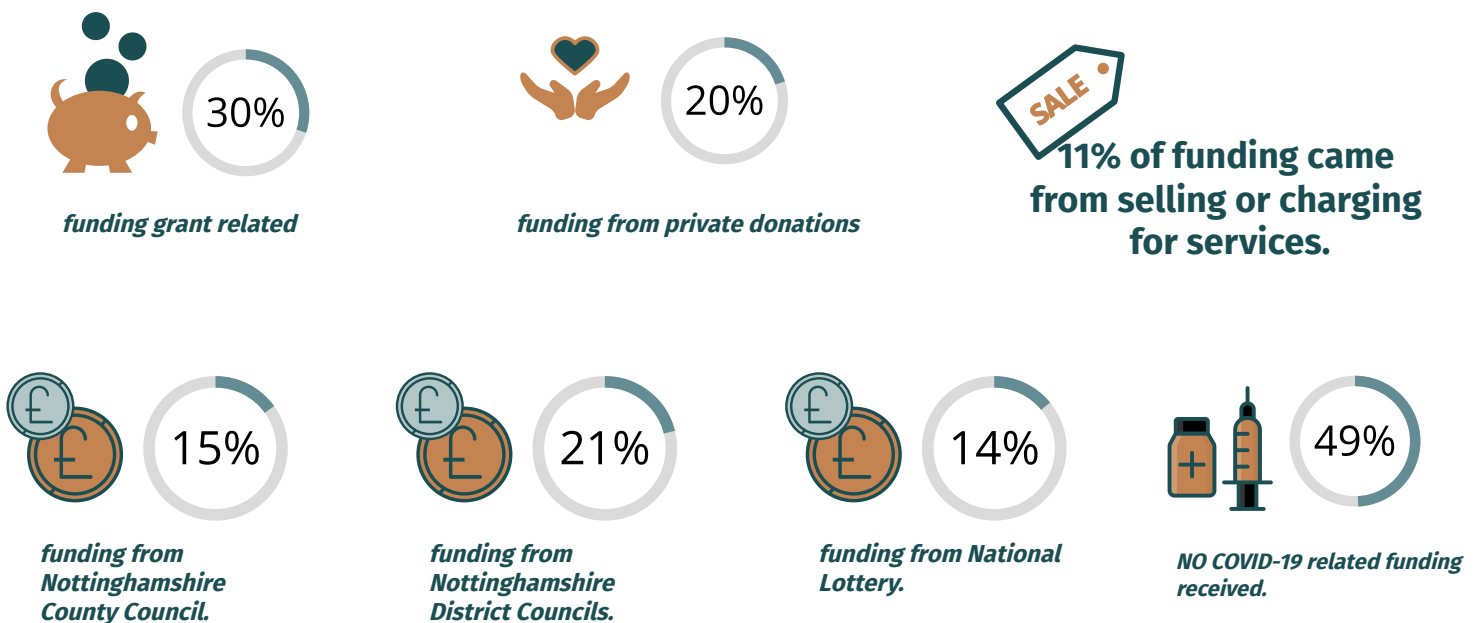 30%
funding grant related
20%
funding from private donations
SALE
11% of funding came
from selling or charging
for services.
£
£
15%
funding from
Nottinghamshire
County Council.
£
£
21%
funding from
Nottinghamshire
District Councils.
£
£
14%
funding from National
Lottery.
49%
NO COVID-19 related funding
received.